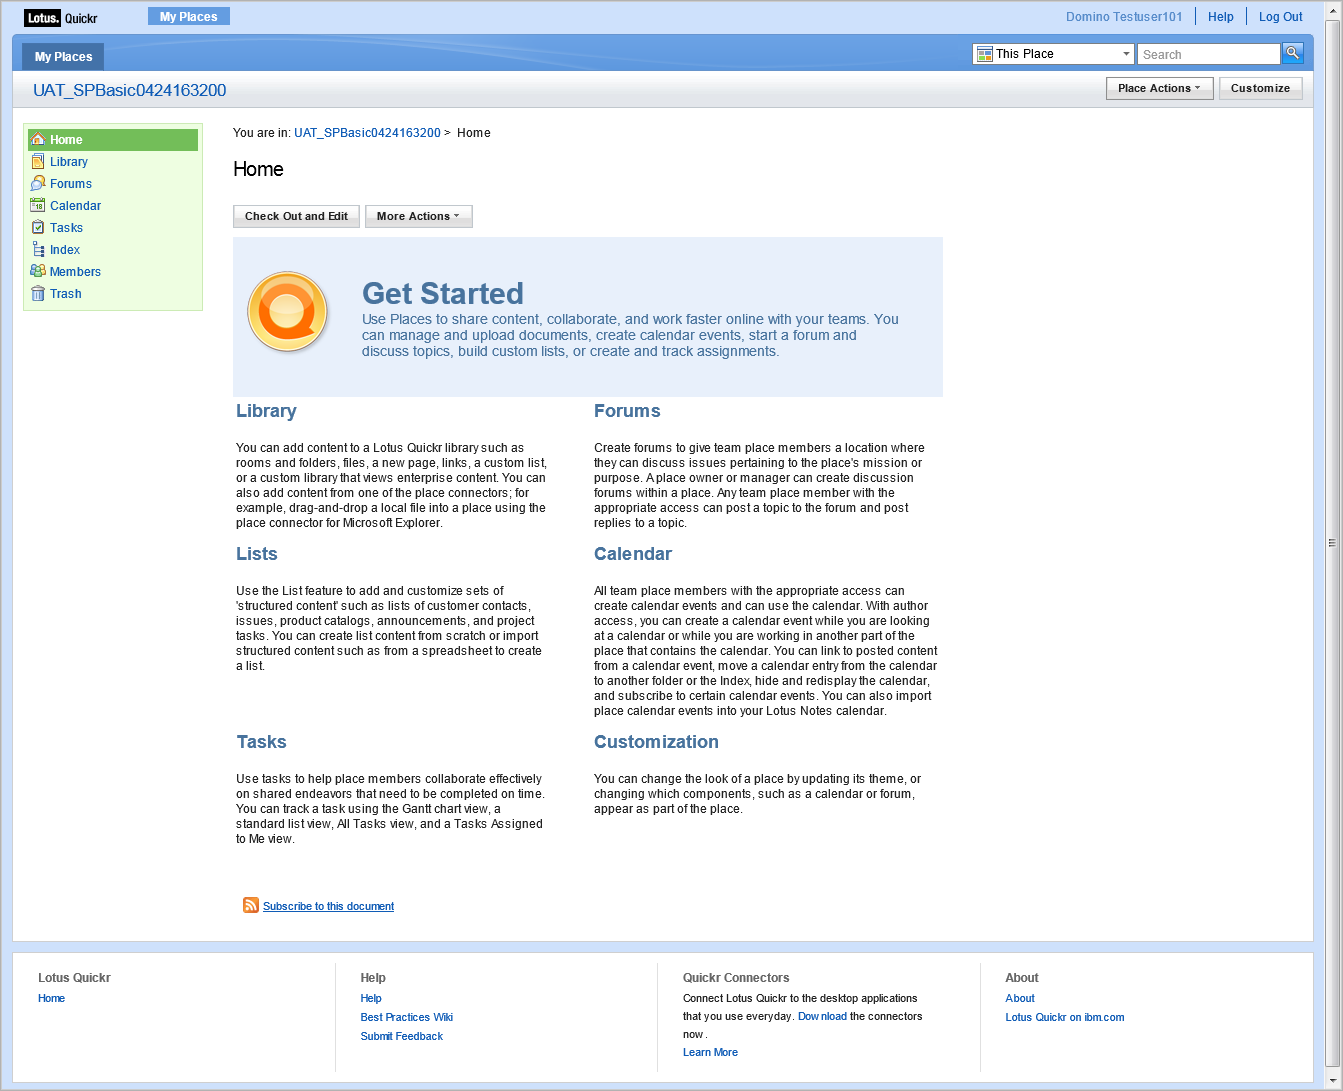 Lotus. Quickr
My Places
Domino Testuser101
Help
Log Out
My Places
This Place
Search
UAT_SPBasic0424163200
Place Actions
Customize
Home
Library
Forums
18
Calendar
Tasks
Index
Members
Trash
You are in: UAT_SPBasic0424163200 > Home
Home
Check Out and Edit
More Actions
Get Started
Use Places to share content, collaborate, and work faster online with your teams. You
can manage and upload documents, create calendar events, start a forum and
discuss topics, build custom lists, or create and track assignments.
Library
You can add content to a Lotus Quickr library such as
rooms and folders, files, a new page, links, a custom list,
or a custom library that views enterprise content. You can
also add content from one of the place connectors; for
example, drag-and-drop a local file into a place using the
place connector for Microsoft Explorer.
Forums
Create forums to give team place members a location where
they can discuss issues pertaining to the place's mission or
purpose. A place owner or manager can create discussion
forums within a place. Any team place member with the
appropriate access can post a topic to the forum and post
replies to a topic.
Lists
Use the List feature to add and customize sets of
'structured content' such as lists of customer contacts,
issues, product catalogs, announcements, and project
tasks. You can create list content from scratch or import
structured content such as from a spreadsheet to create
a list.
Calendar
All team place members with the appropriate access can
create calendar events and can use the calendar. With author
access, you can create a calendar event while you are looking
at a calendar or while you are working in another part of the
place that contains the calendar. You can link to posted content
from a calendar event, move a calendar entry from the calendar
to another folder or the Index, hide and redisplay the calendar,
and subscribe to certain calendar events. You can also import
place calendar events into your Lotus Notes calendar.
Tasks
Use tasks to help place members collaborate effectively
on shared endeavors that need to be completed on time.
You can track a task using the Gantt chart view, a
standard list view, All Tasks view, and a Tasks Assigned
to Me view.
Customization
You can change the look of a place by updating its theme, or
changing which components, such as a calendar or forum,
appear as part of the place.
Subscribe to this document
Lotus Quickr
Home
Help
Help
Best Practices Wiki
Submit Feedback
Quickr Connectors
Connect Lotus Quickr to the desktop applications
that you use everyday. Download the connectors
now.
Learn More
About
About
Lotus Quickr on ibm.com